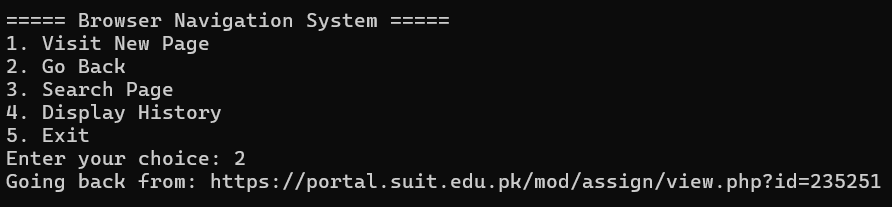 ===== Browser Navigation System =====
1. Visit New Page
2. Go Back
3. Search Page
4. Display History
5. Exit
Enter your choice: 2
Going back from: https://portal.suit.edu.pk/mod/assign/view.php?id=235251